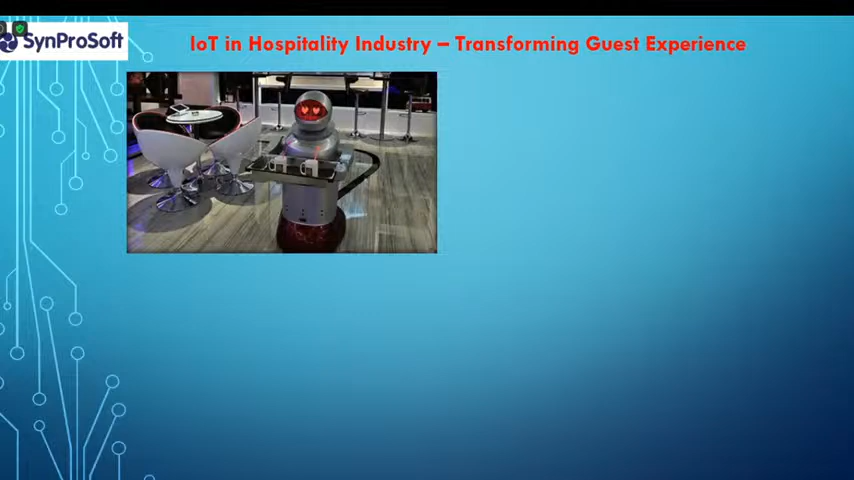 SynProSoft
IoT in Hospitality Industry – Transforming Guest Experience